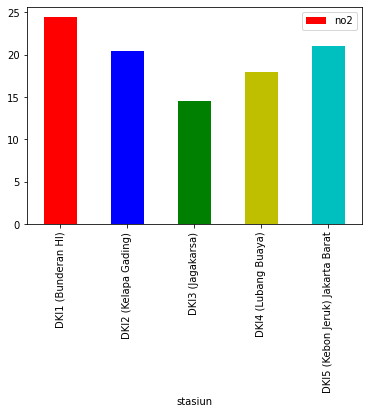 25
20
15
10
5
0
no2
DKI1 (Bunderan HI)
DKI2 (Kelapa Gading)
DKI3 (Jagakarsa)
DKI4 (Lubang Buaya)
DKI5 (Kebon Jeruk) Jakarta Barat
stasiun